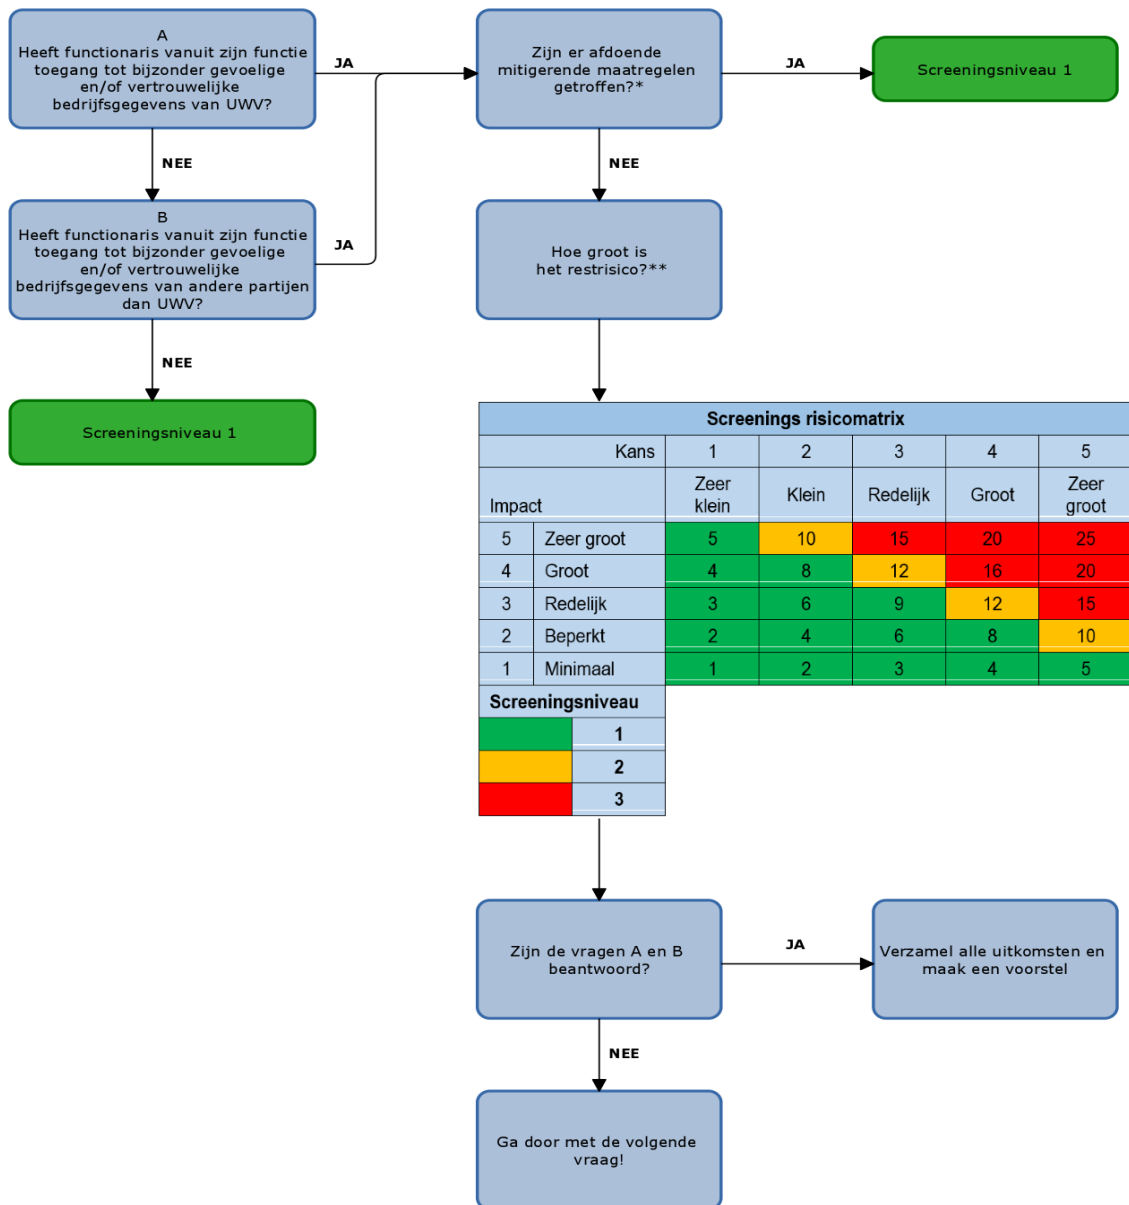 A
Heeft functionaris vanuit zijn functie
toegang tot bijzonder gevoelige
en/of vertrouwelijke
bedrijfsgegevens van UWV?
JA
Zijn er afdoende
mitigerende maatregelen
getroffen?*
JA
Screeningsniveau 1
NEE
NEE
B
Heeft functionaris vanuit zijn functie
toegang tot bijzonder gevoelige
en/of vertrouwelijke
bedrijfsgegevens van andere partijen
dan UWV?
JA
Hoe groot is
het restrisico?**
NEE
Screeningsniveau 1
Screenings risicomatrix
Kans 1 2 3 4 5
Impact Zeer klein Klein Redelijk Groot Zeer groot
5 Zeer groot 5 10 15 20 25
4 Groot 4 8 12 16 20
3 Redelijk 3 6 9 12 15
2 Beperkt 2 4 6 8 10
1 Minimaal 1 2 3 4 5
Screeningsniveau
1
2
3
Zijn de vragen A en B
beantwoord?
JA
Verzamel alle uitkomsten en
maak een voorstel
NEE
Ga door met de volgende
vraag!